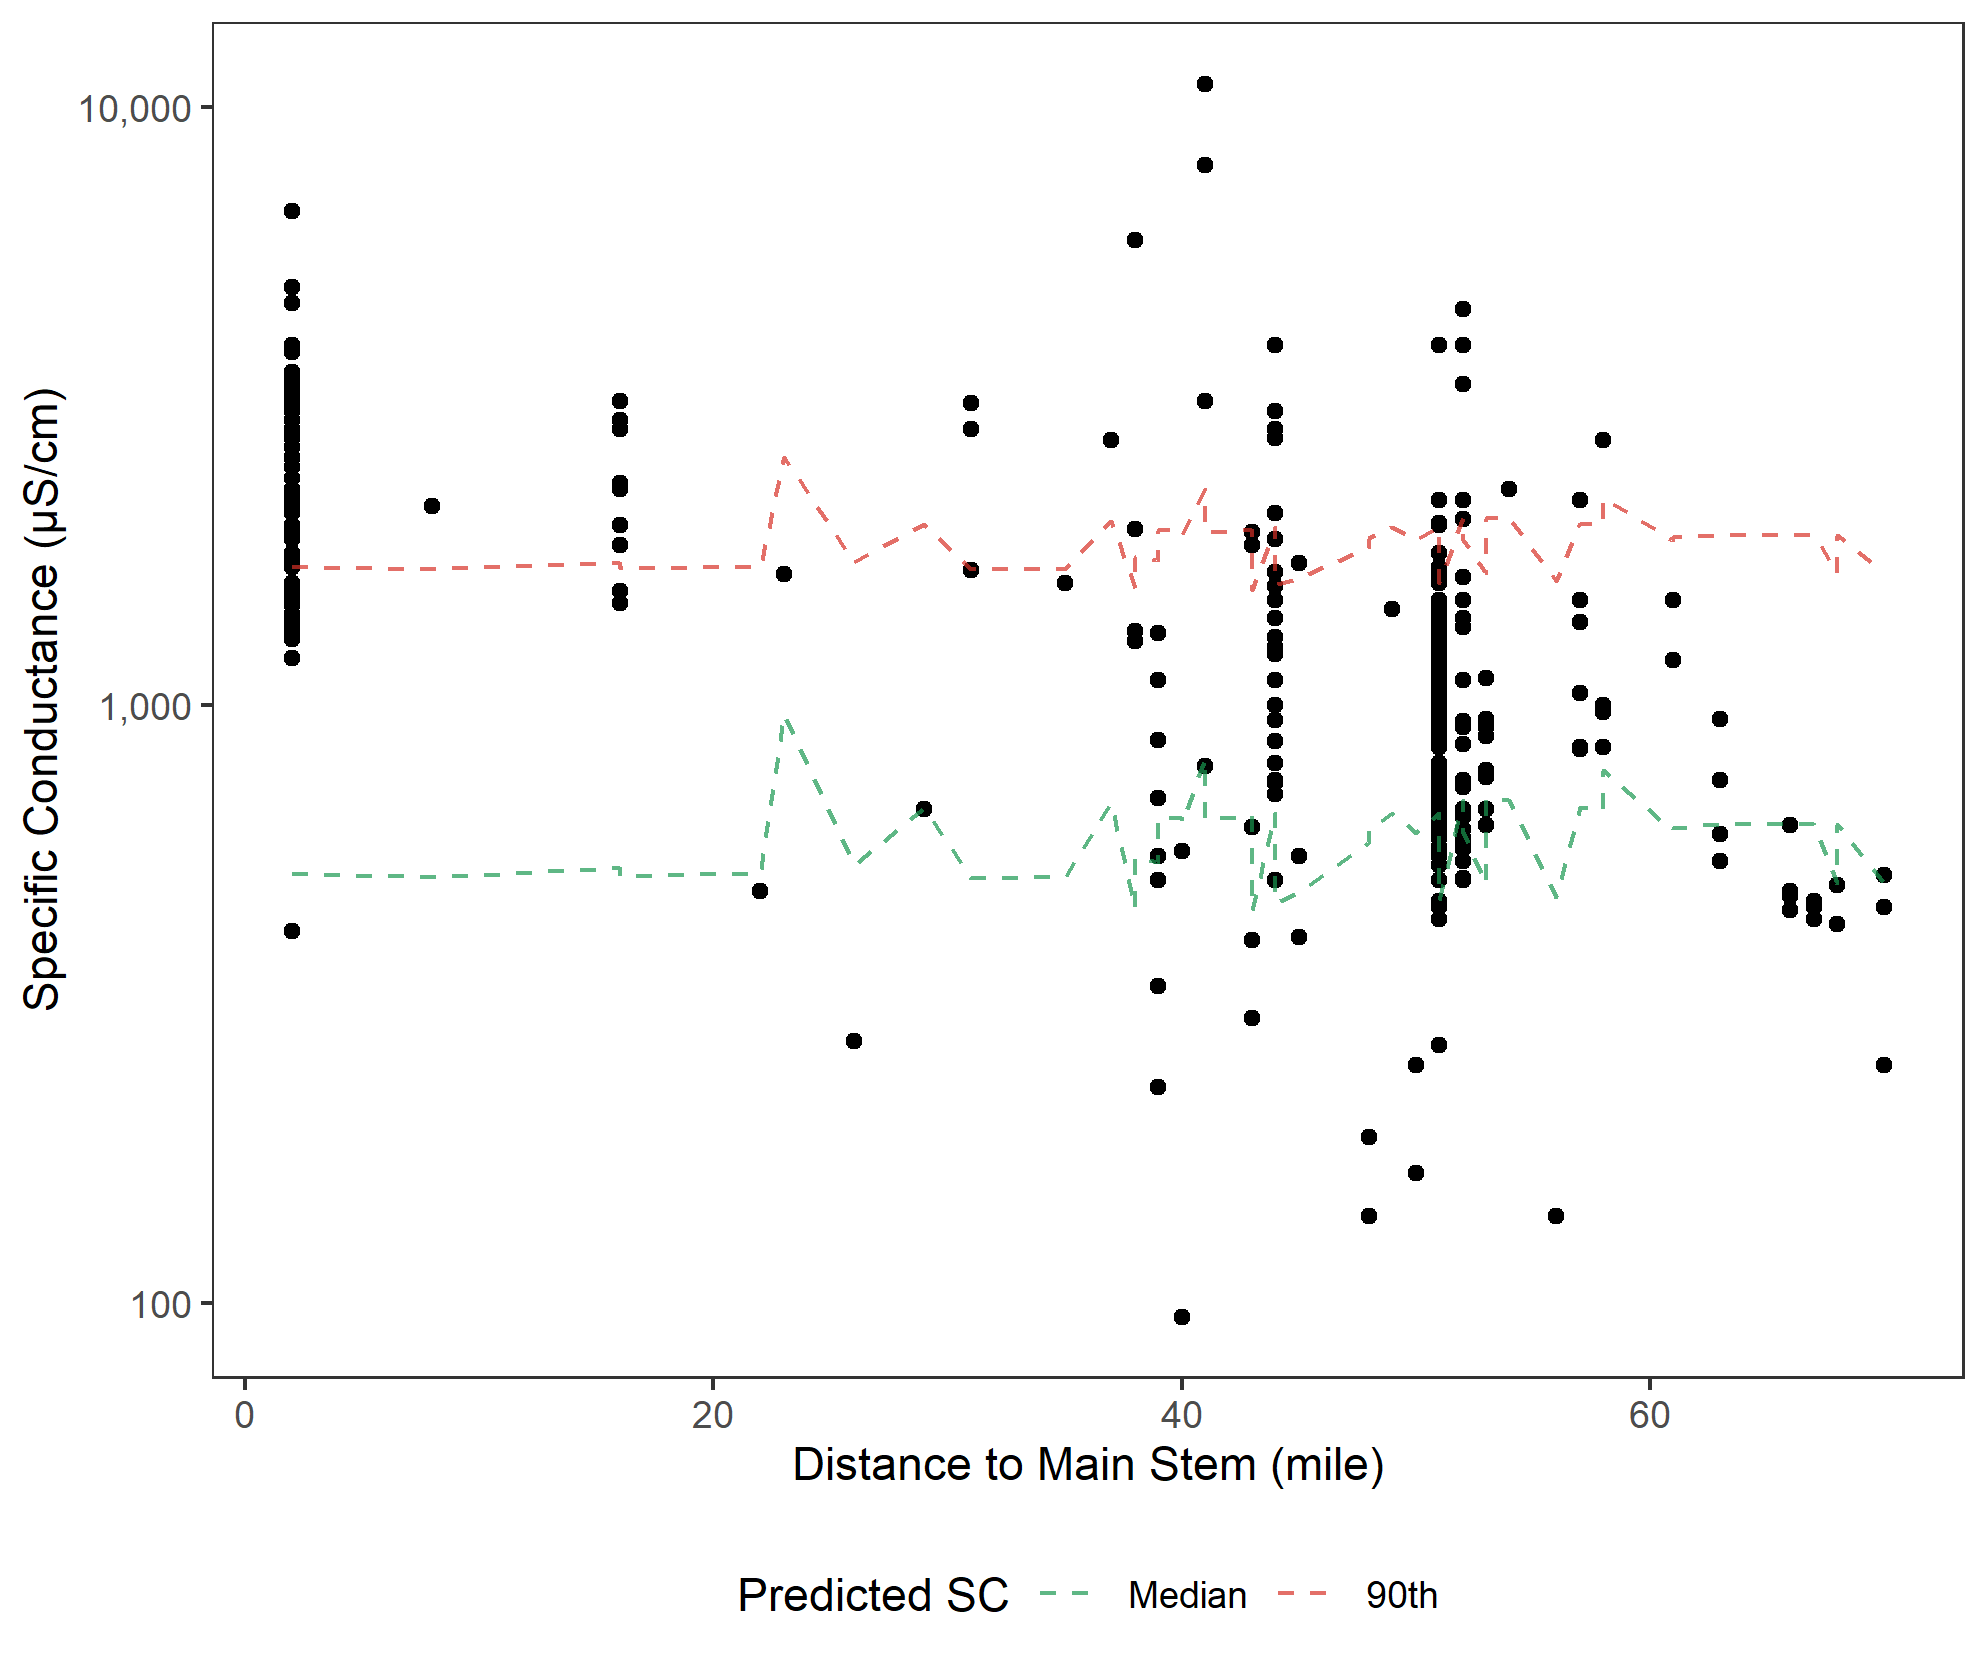 Specific Conductance (µS/cm)
10,000
1,000
100
0 20 40 60
Distance to Main Stem (mile)
Predicted SC Median 90th